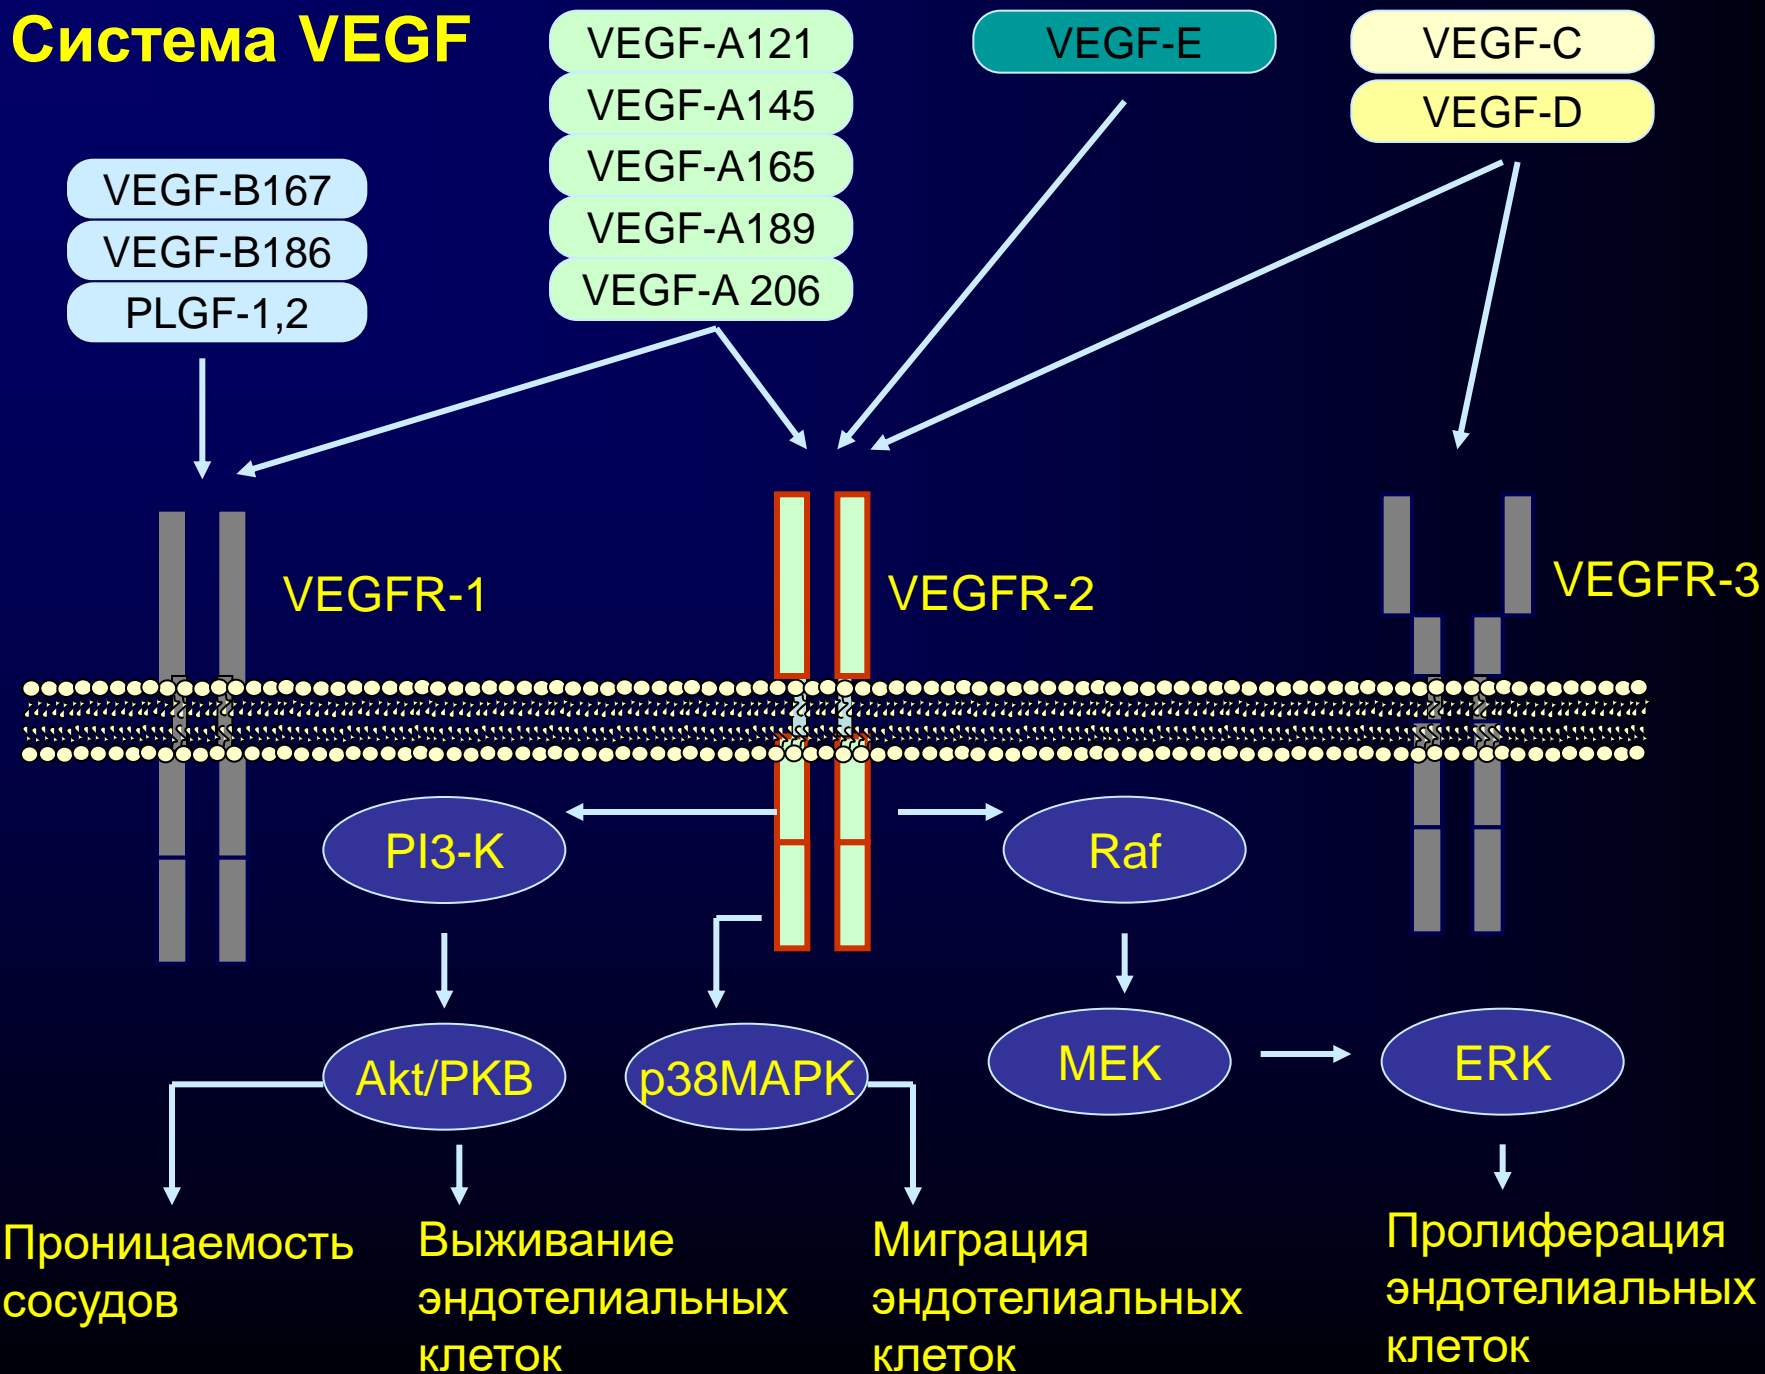 Система VEGF
VEGF-A121
VEGF-A145
VEGF-A165
VEGF-A189
VEGF-A 206
VEGF-E
VEGF-C
VEGF-D
VEGF-B167
VEGF-B186
PLGF-1,2
VEGFR-1
VEGFR-2
VEGFR-3
PI3-K
Raf
Akt/PKB
p38MAPK
MEK
ERK
Проницаемость
сосудов
Выживание
эндотелиальных
клеток
Миграция
эндотелиальных
клеток
Пролиферация
эндотелиальных
клеток